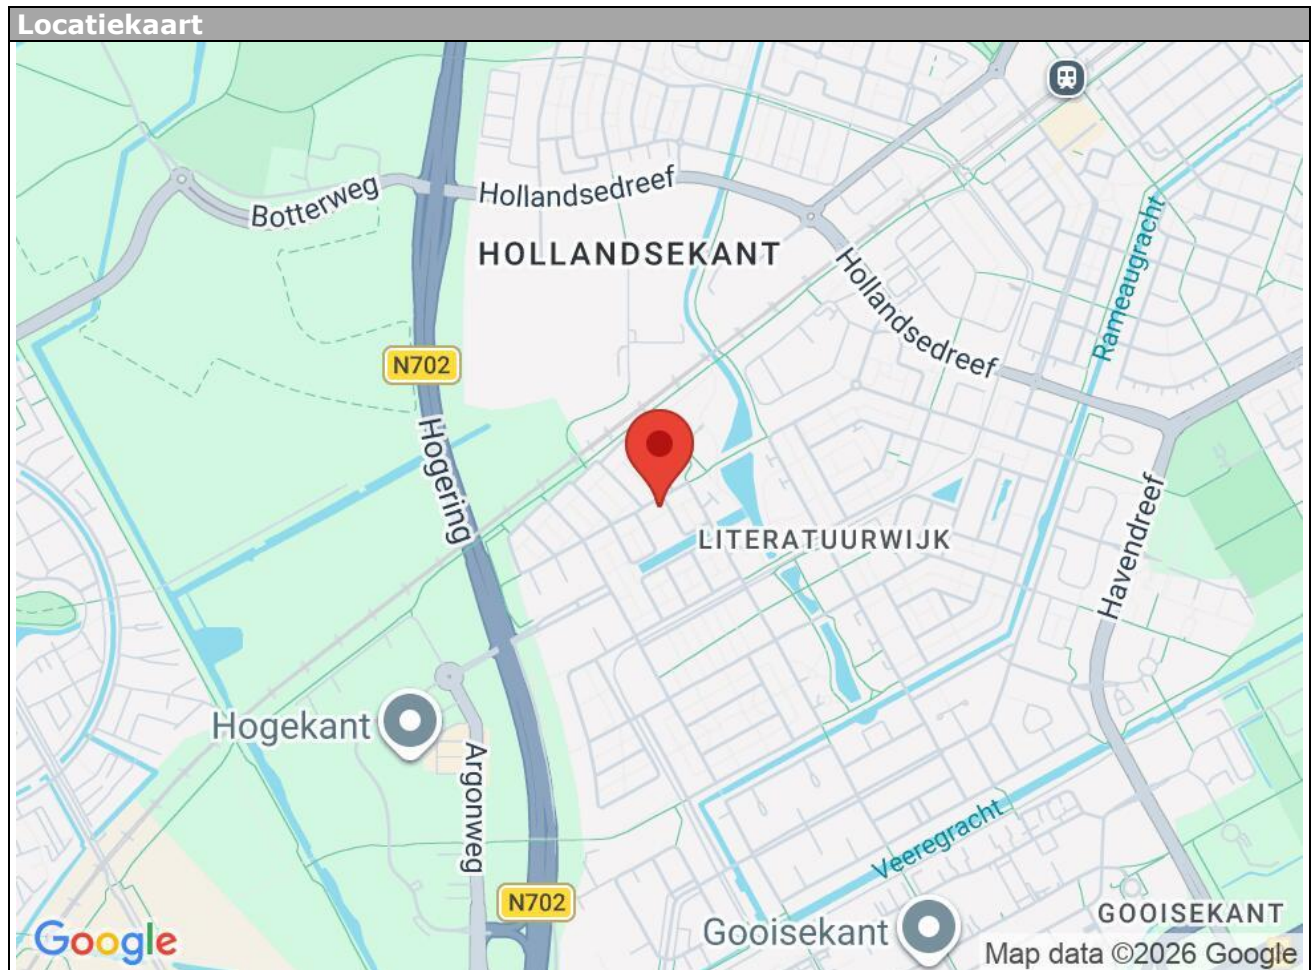 Locatiekaart
Botterweg
Hollandsedreef
HOLLANDSEKANT
Hollandsedreef
Rameaugracht
N702
Hogering
LITERATUURWIJK
Havendreef
Hogekant
Argonweg
Veeregracht
N702
Gooisekant
GOOISEKANT
Google
Map data ©2026 Google